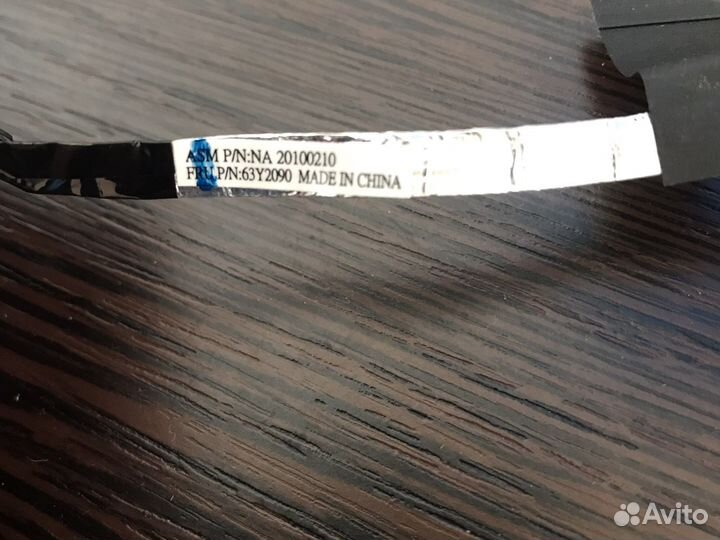 ASM P/N:NA 20100210
FRU P/N:63Y2090 MADE IN CHINA
Avito